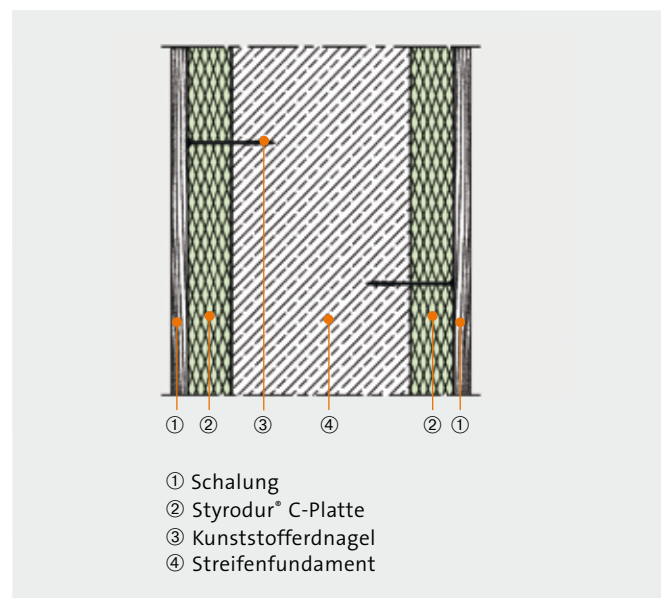 ① ② ③ ④ ② ①
① Schalung
② Styrodur® C-Platte
③ Kunststofferdnagel
④ Streifenfundament